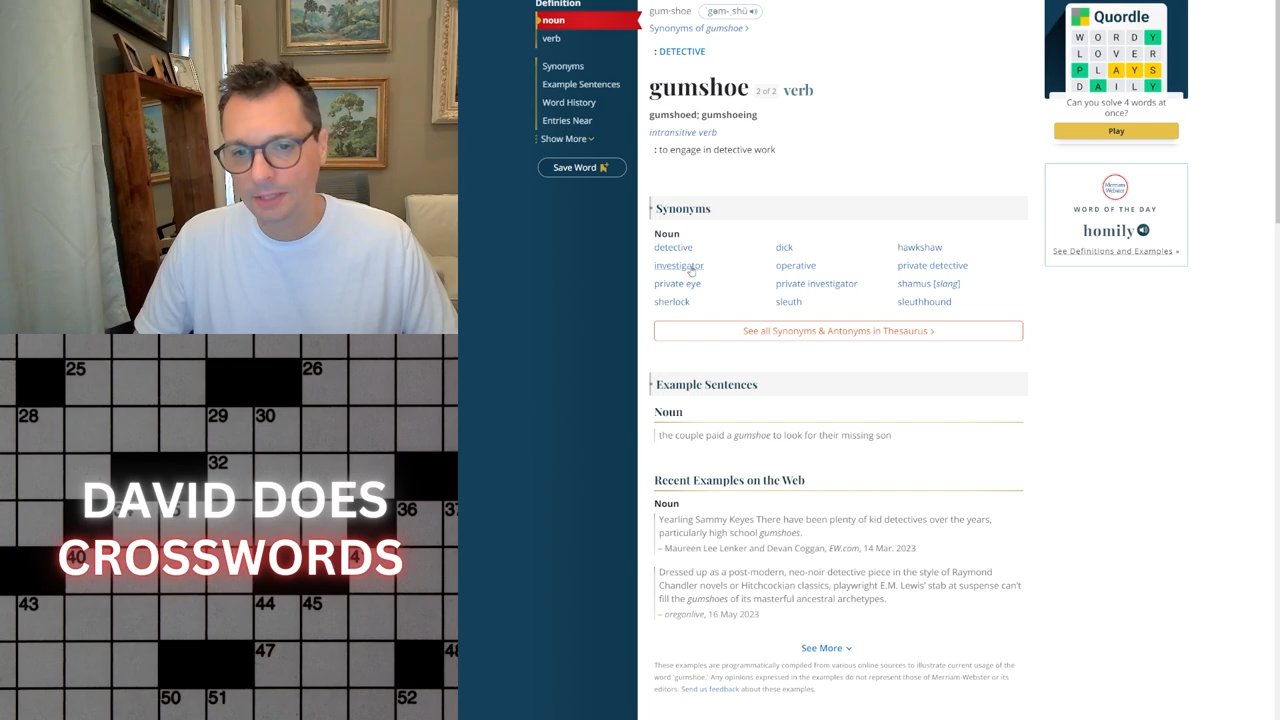 Definition
noun
verb
Synonyms
Example Sentences
Word History
Entries Near
Show More
Save Word
gum·shoe ˈgəm-ˌshü
Synonyms of gumshoe >
: DETECTIVE
gumshoe 2 of 2 verb
gumshoed; gumshoeing
intransitive verb
: to engage in detective work
Synonyms
Noun
detective dick hawkshaw
investigator operative private detective
private eye private investigator shamus [slang]
sherlock sleuth sleuthhound
See all Synonyms & Antonyms in Thesaurus >
Example Sentences
Noun
the couple paid a gumshoe to look for their missing son
Recent Examples on the Web
Noun
Yearling Sammy Keyes There have been plenty of kid detectives over the years,
particularly high school gumshoes.
– Maureen Lee Lenker and Devan Coggan, EW.com, 14 Mar. 2023
Dressed up as a post-modern, neo-noir detective piece in the style of Raymond
Chandler novels or Hitchcockian classics, playwright E.M. Lewis’ stab at suspense can’t
fill the gumshoes of its masterful ancestral archetypes.
– oregonlive, 16 May 2023
See More
These examples are programmatically compiled from various online sources to illustrate current usage of the
word 'gumshoe.' Any opinions expressed in the examples do not represent those of Merriam-Webster or its
editors. Send us feedback about these examples.
Quordle
W O R D Y
L O V E R
P L A Y S
D A I L Y
Can you solve 4 words at
once?
Play
Merriam
Webster
WORD OF THE DAY
homily
See Definitions and Examples »
25 26
28 29 30
32
DAVID DOES
36 37
CROSSWORDS
40
43 44 45
47
50 51 52